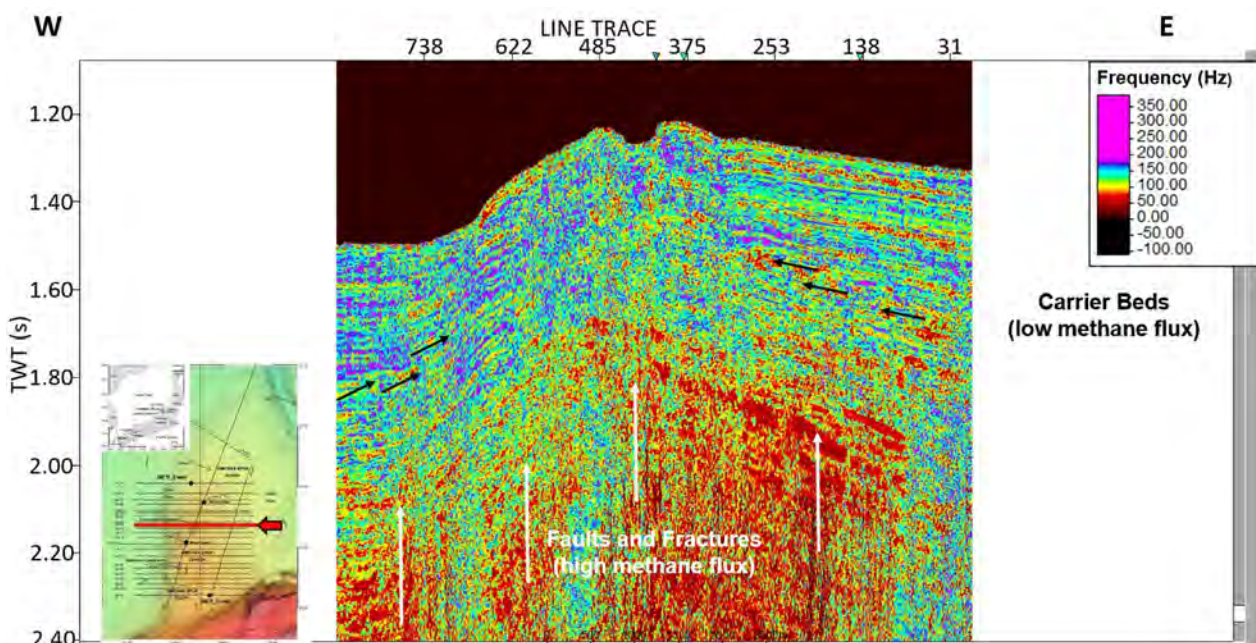 W
LINE TRACE
E
738 622 485 375 253 138 31
Frequency (Hz)
350.00
300.00
250.00
200.00
150.00
100.00
50.00
0.00
-50.00
-100.00
1.20
1.40
1.60
1.80
2.00
2.20
2.40
TWT (s)
Carrier Beds
(low methane flux)
Faults and Fractures
(high methane flux)